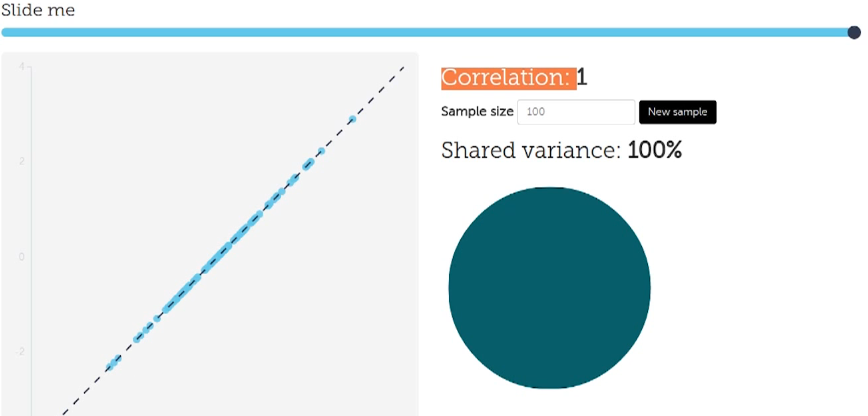 Slide me
4
Correlation: 1
Sample size 100 New sample
Shared variance: 100%
2
0
2